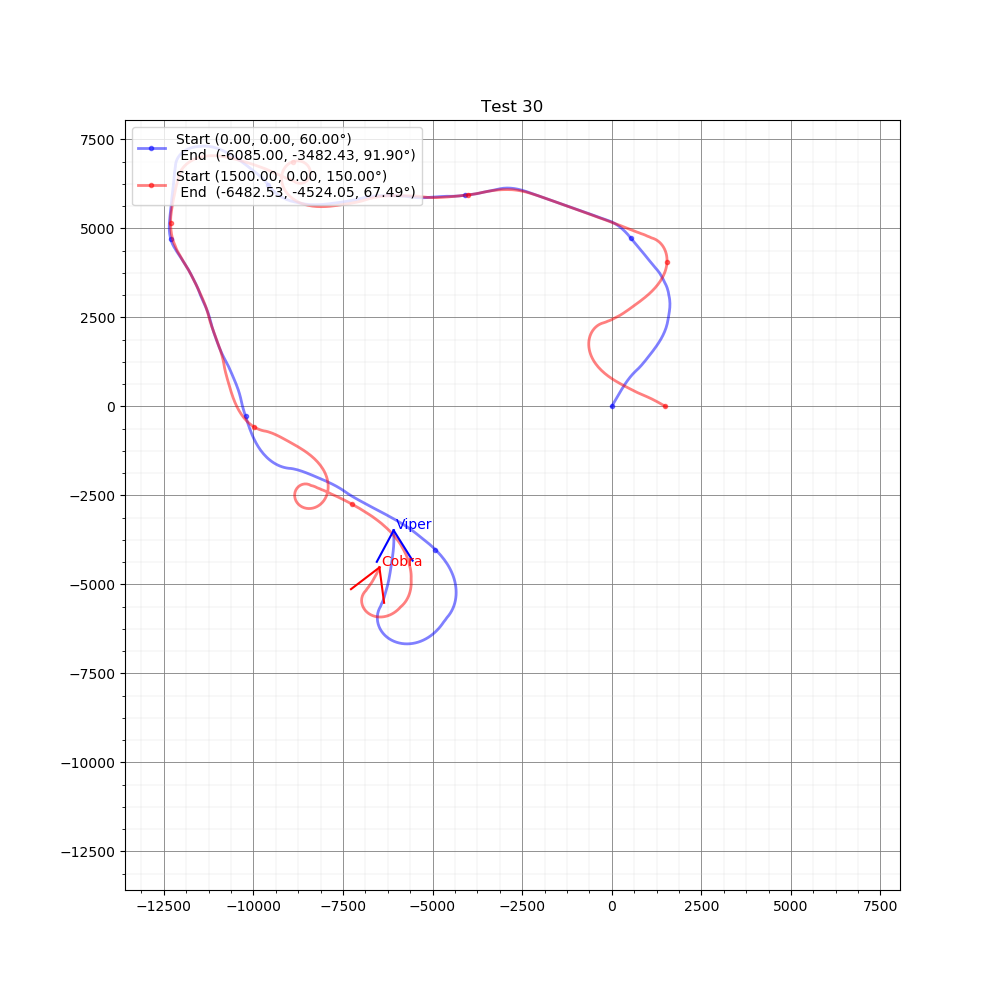 Test 30
Start (0.00, 0.00, 60.00°)
End (-6085.00, -3482.43, 91.90°)
Start (1500.00, 0.00, 150.00°)
End (-6482.53, -4524.05, 67.49°)
7500
5000
2500
0
−2500
−5000
−7500
−10000
−12500
Viper
Cobra
−12500 −10000 −7500 −5000 −2500 0 2500 5000 7500